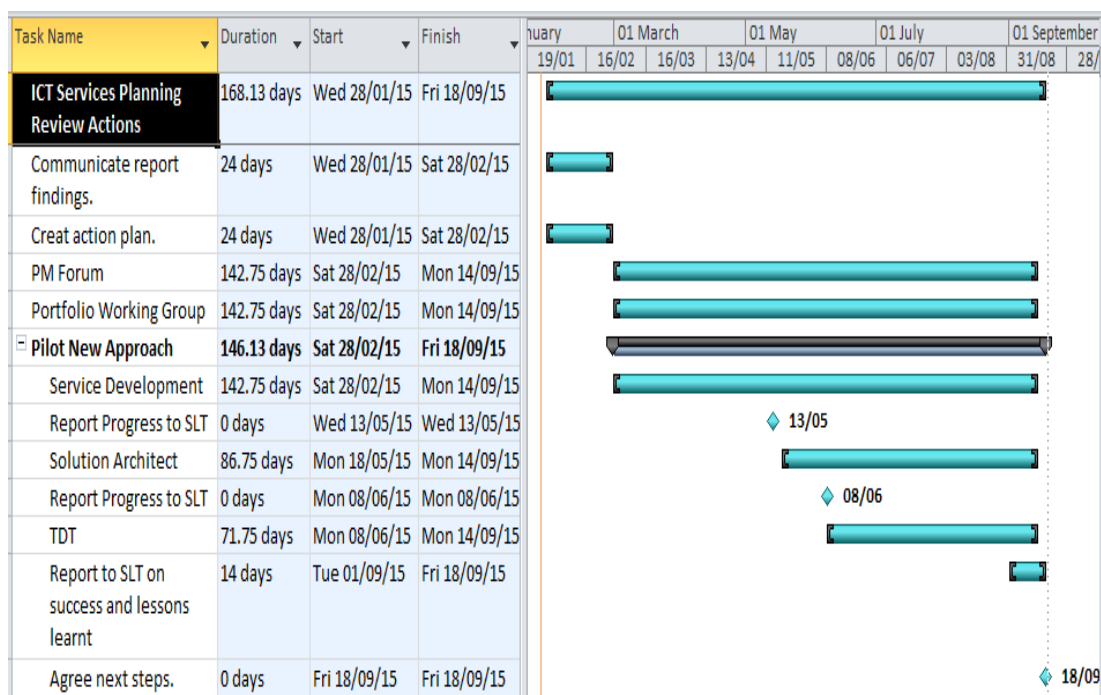 Task Name Duration Start Finish nuary 01 March 01 May 01 July 01 September
19/01 16/02 16/03 13/04 11/05 08/06 06/07 03/08 31/08 28/
ICT Services Planning 168.13 days Wed 28/01/15 Fri 18/09/15
Review Actions
Communicate report 24 days Wed 28/01/15 Sat 28/02/15
findings.
Creat action plan. 24 days Wed 28/01/15 Sat 28/02/15
PM Forum 142.75 days Sat 28/02/15 Mon 14/09/15
Portfolio Working Group 142.75 days Sat 28/02/15 Mon 14/09/15
Pilot New Approach 146.13 days Sat 28/02/15 Fri 18/09/15
Service Development 142.75 days Sat 28/02/15 Mon 14/09/15
Report Progress to SLT 0 days Wed 13/05/15 Wed 13/05/15 13/05
Solution Architect 86.75 days Mon 18/05/15 Mon 14/09/15
Report Progress to SLT 0 days Mon 08/06/15 Mon 08/06/15 08/06
TDT 71.75 days Mon 08/06/15 Mon 14/09/15
Report to SLT on 14 days Tue 01/09/15 Fri 18/09/15
success and lessons
learnt
Agree next steps. 0 days Fri 18/09/15 Fri 18/09/15 18/09